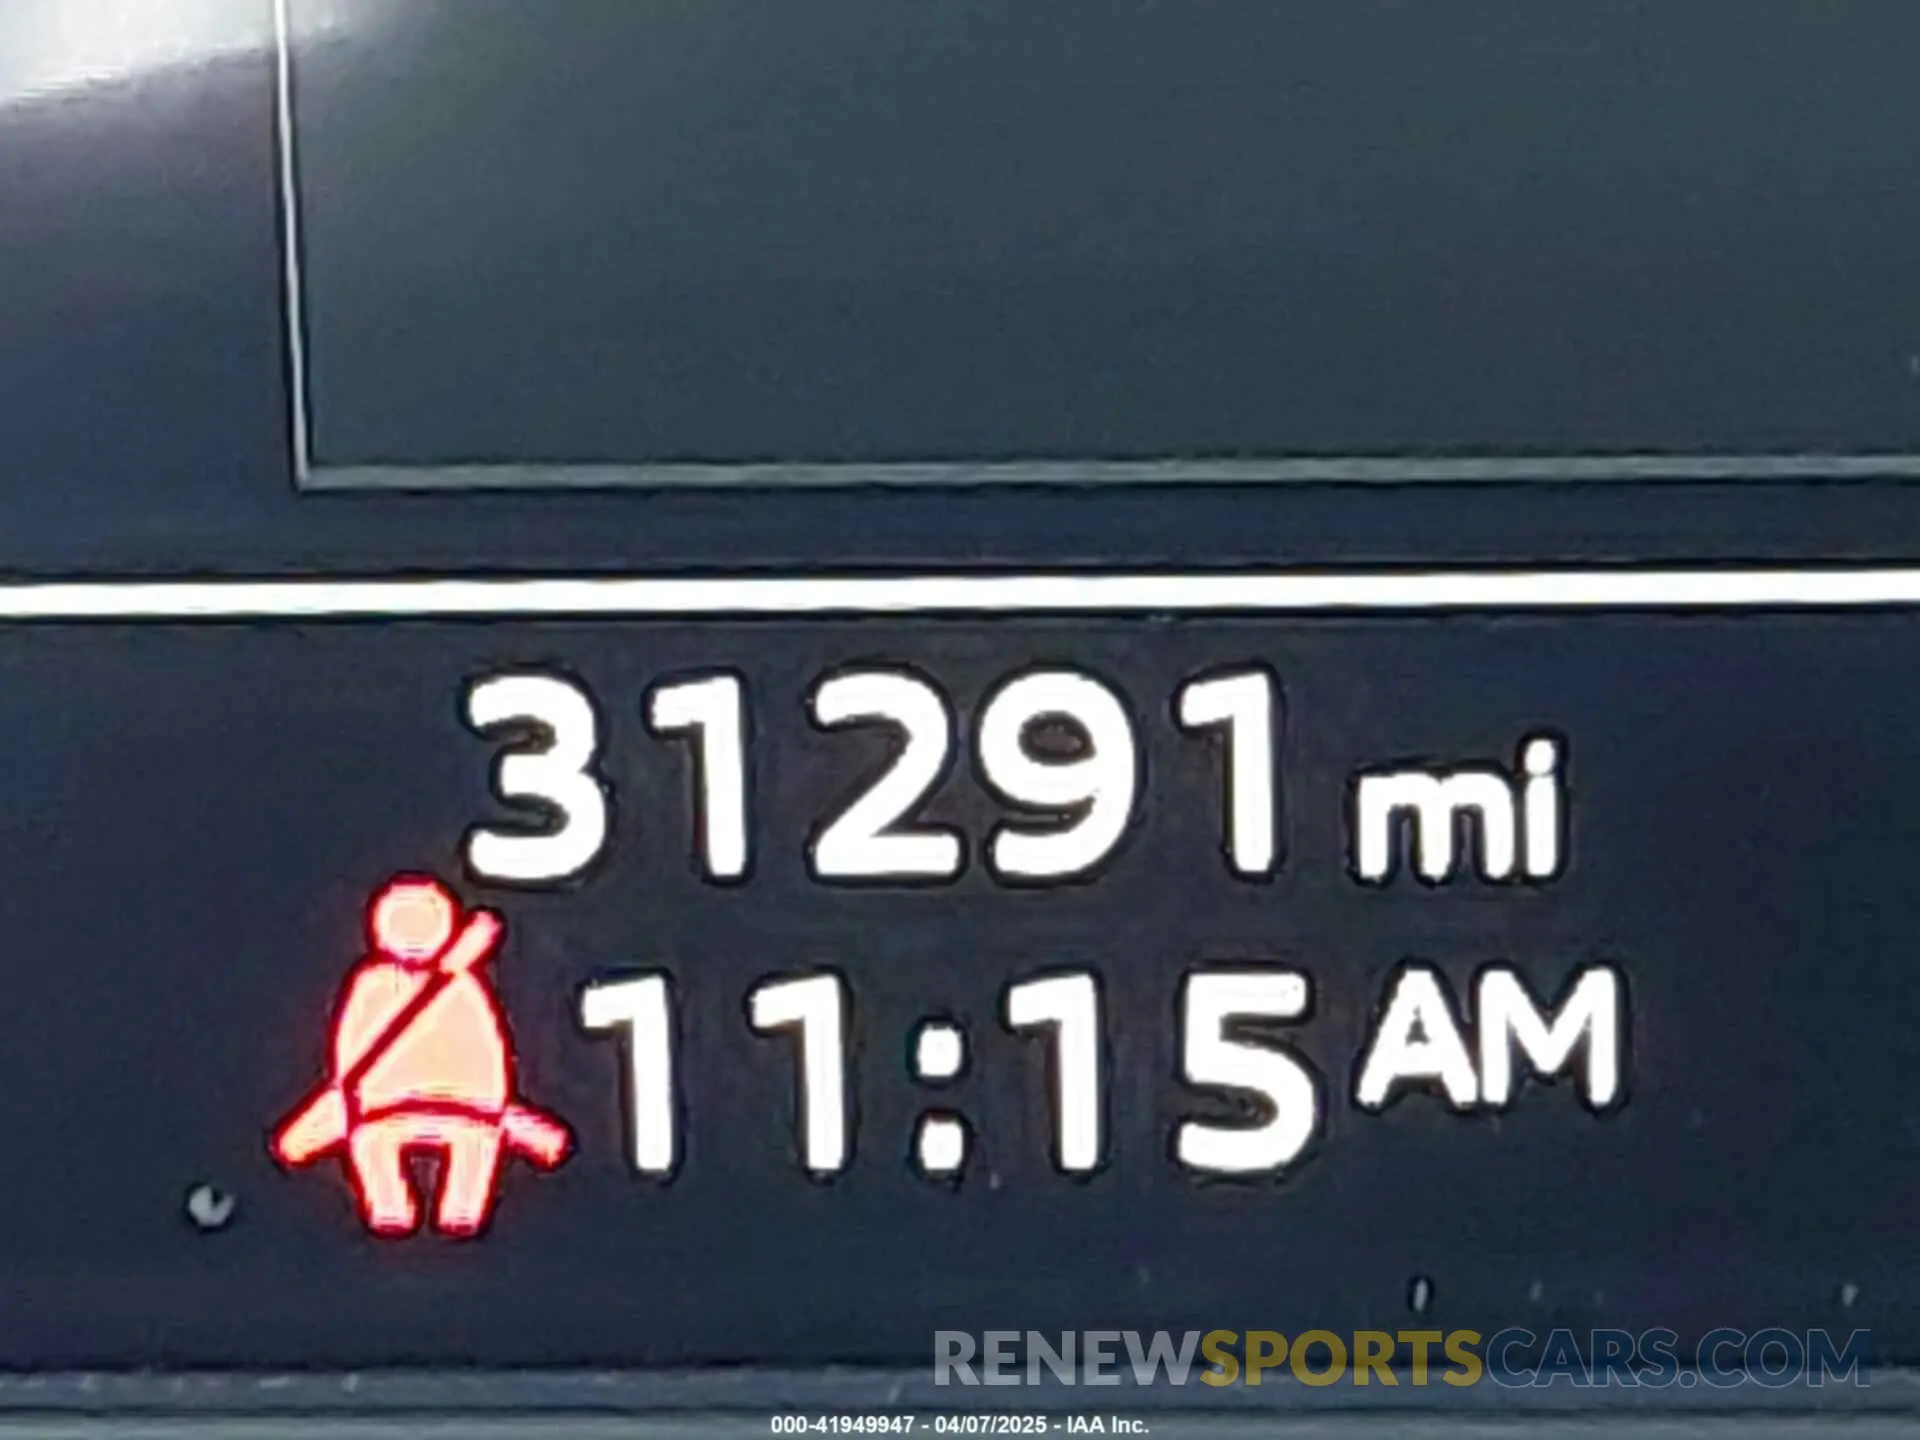 31291 mi
11:15 AM
RENEWSPORTSCARS.COM
000-41949947 - 04/07/2025 - IAA Inc.